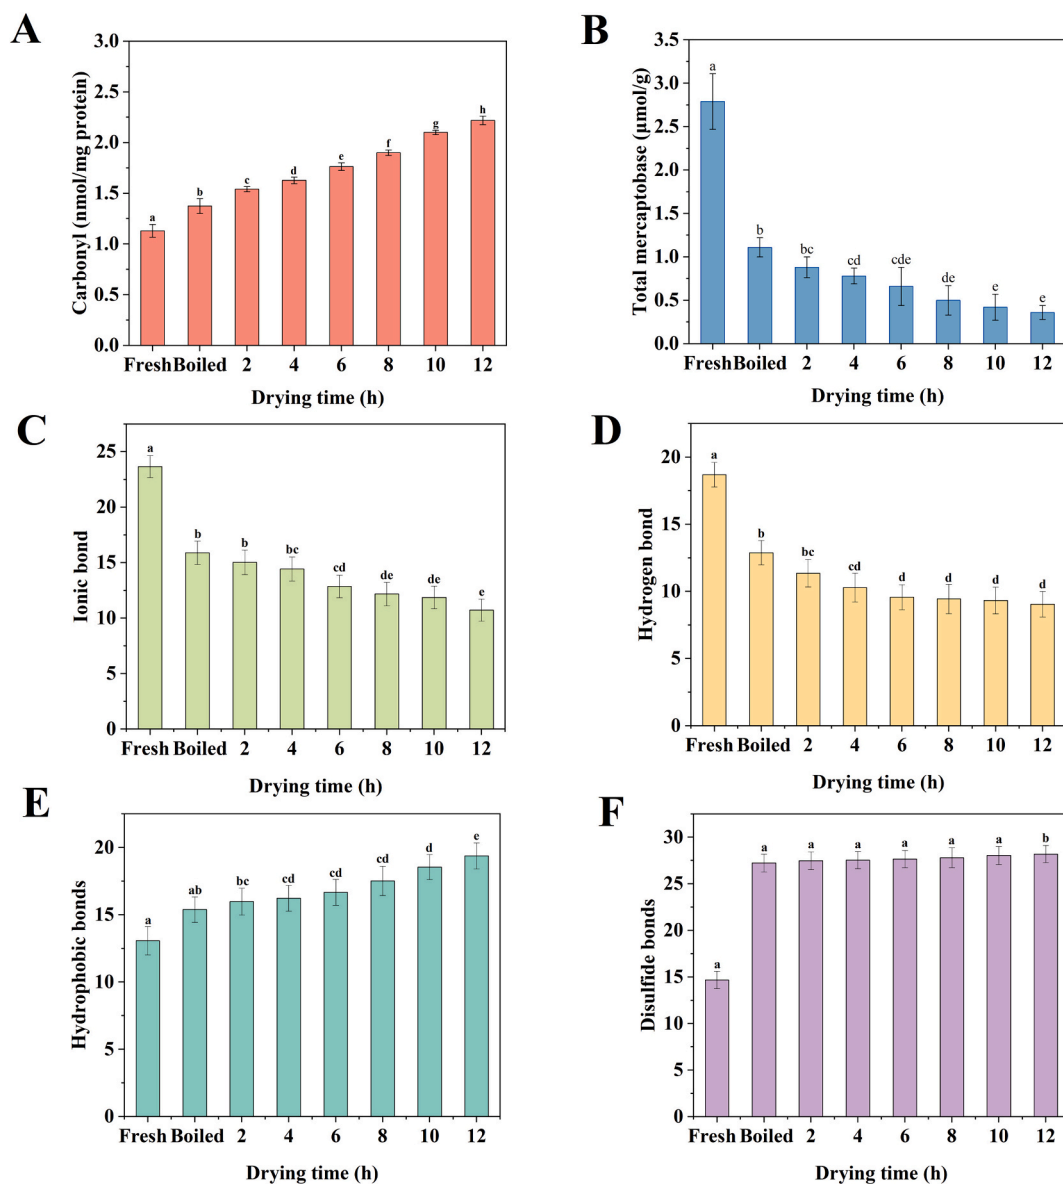 A
Carbonyl (nmol/mg protein)
3.0
2.5
2.0
1.5
1.0
0.5
0.0
a b c d e f g h
Fresh Boiled 2 4 6 8 10 12
Drying time (h)
B
Total mercaptobase (μmol/g)
3.5
3.0
2.5
2.0
1.5
1.0
0.5
0.0
a b bc cd cde de e e
Fresh Boiled 2 4 6 8 10 12
Drying time (h)
C
Ionic bond
25
20
15
10
5
0
a b b bc cd de de e
Fresh Boiled 2 4 6 8 10 12
Drying time (h)
D
Hydrogen bond
20
15
10
5
0
a b bc cd d d d d
Fresh Boiled 2 4 6 8 10 12
Drying time (h)
E
Hydrophobic bonds
20
15
10
5
0
a ab bc cd cd cd d e
Fresh Boiled 2 4 6 8 10 12
Drying time (h)
F
Disulfide bonds
30
25
20
15
10
5
0
a a a a a a a b
Fresh Boiled 2 4 6 8 10 12
Drying time (h)